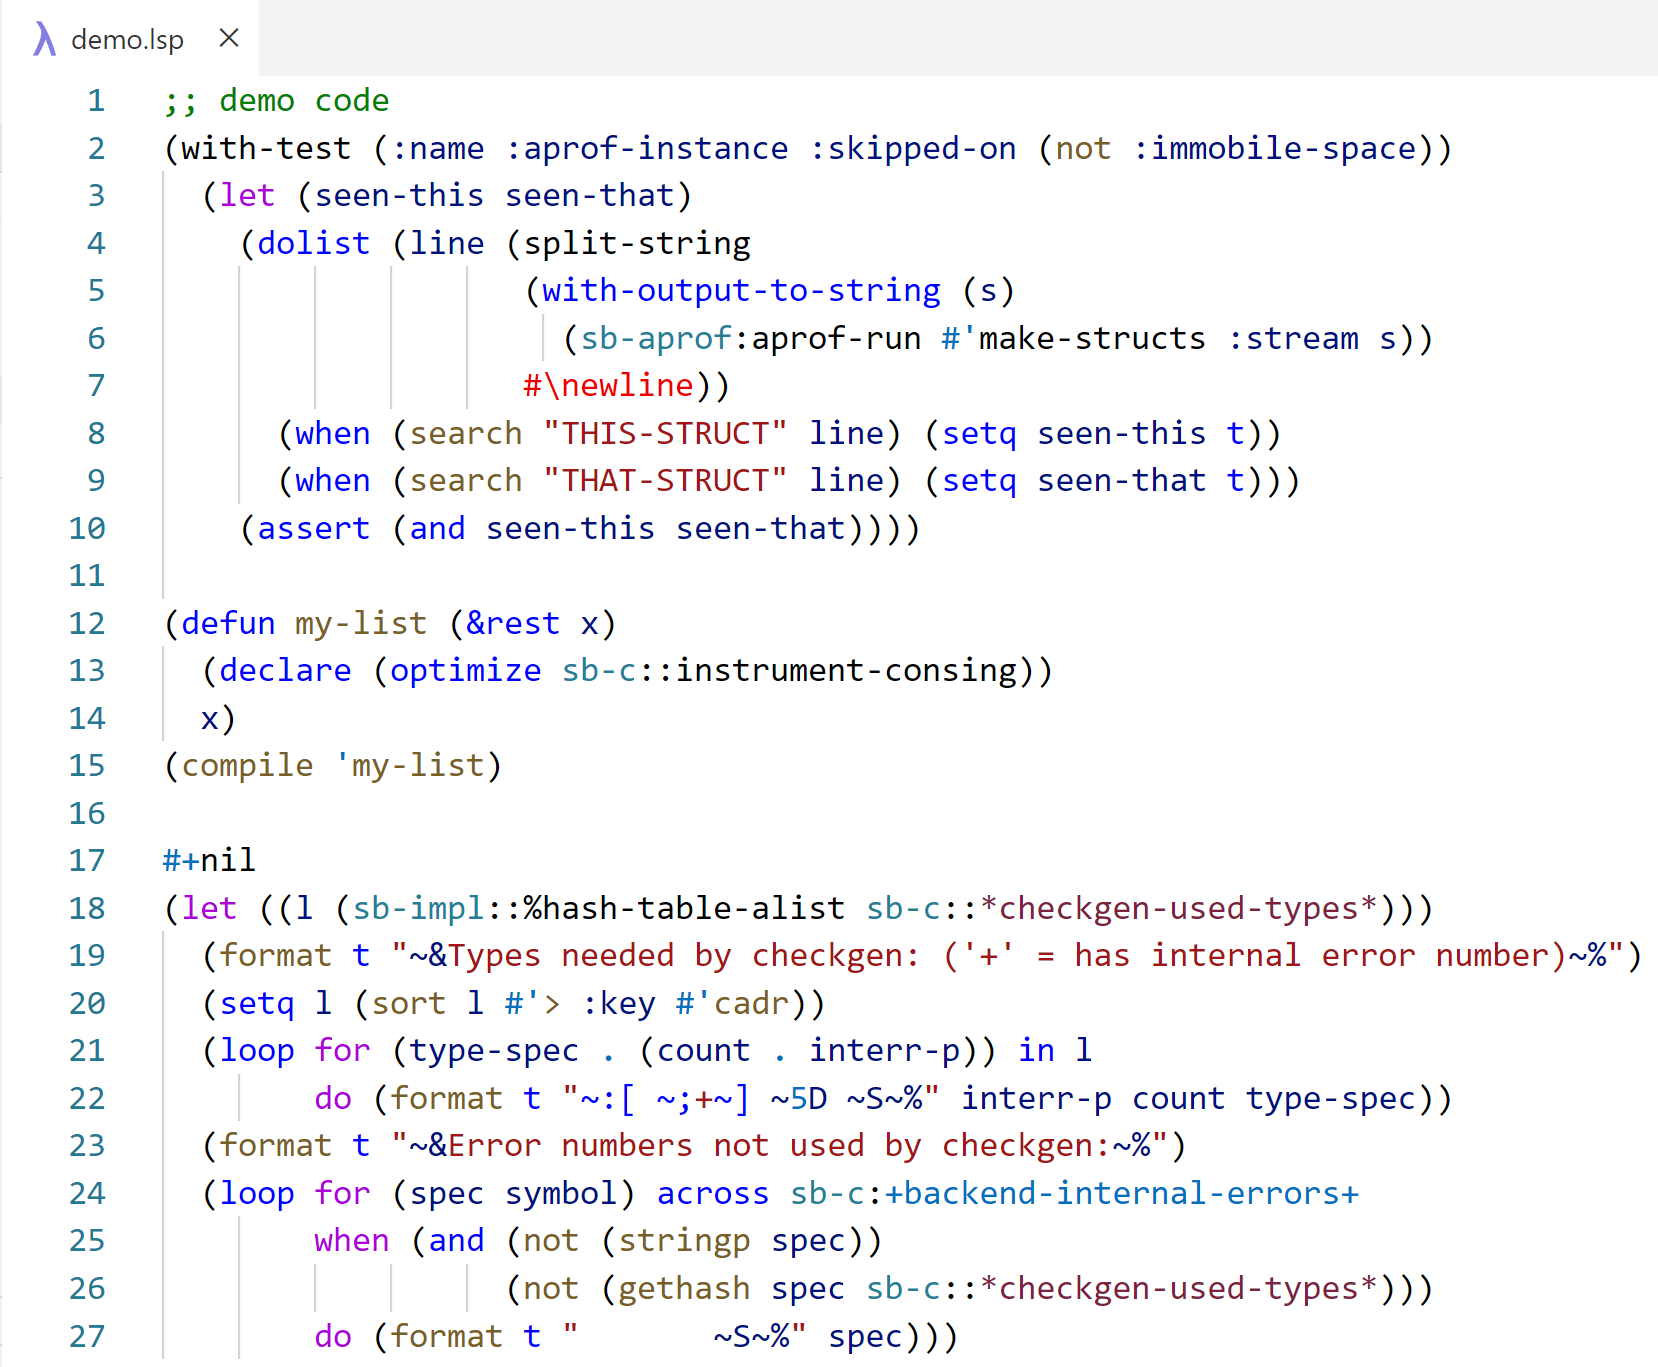 λ demo.lsp ×
1 ;; demo code
2 (with-test (:name :aprof-instance :skipped-on (not :immobile-space))
3   (let (seen-this seen-that)
4     (dolist (line (split-string
5                    (with-output-to-string (s)
6                      (sb-aprof:aprof-run #'make-structs :stream s))
7                    #\newline))
8       (when (search "THIS-STRUCT" line) (setq seen-this t))
9       (when (search "THAT-STRUCT" line) (setq seen-that t)))
10     (assert (and seen-this seen-that))))
11
12 (defun my-list (&rest x)
13   (declare (optimize sb-c::instrument-consing))
14   x)
15 (compile 'my-list)
16
17 #+nil
18 (let ((l (sb-impl::%hash-table-alist sb-c::*checkgen-used-types*)))
19   (format t "~&Types needed by checkgen: ('+' = has internal error number)~%")
20   (setq l (sort l #'> :key #'cadr))
21   (loop for (type-spec . (count . interr-p)) in l
22         do (format t "~:[ ~;+~] ~5D ~S~%" interr-p count type-spec))
23   (format t "~&Error numbers not used by checkgen:~%")
24   (loop for (spec symbol) across sb-c:+backend-internal-errors+
25         when (and (not (stringp spec))
26                   (not (gethash spec sb-c::*checkgen-used-types*)))
27         do (format t "       ~S~%" spec)))